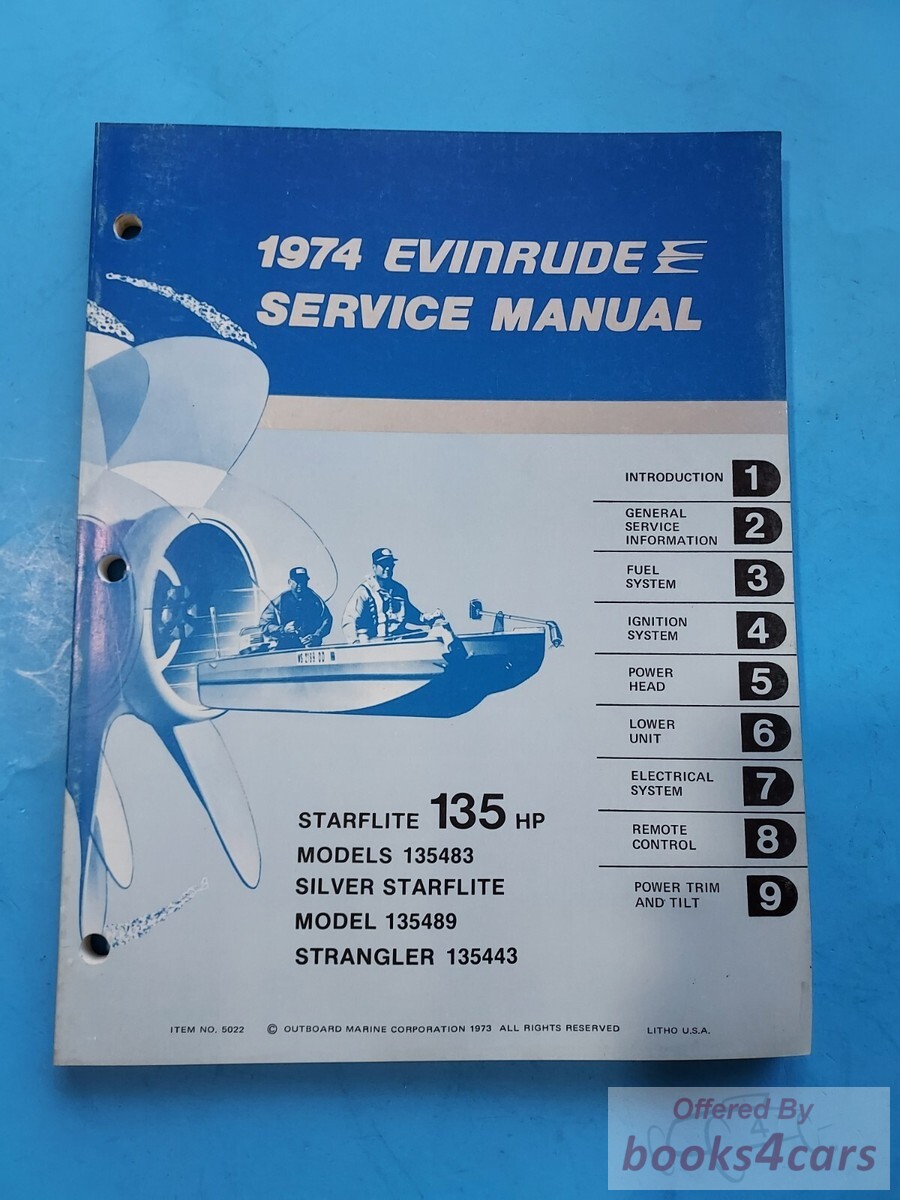 1974 EVINRUDE
SERVICE MANUAL
INTRODUCTION 1
GENERAL
SERVICE
INFORMATION 2
FUEL
SYSTEM 3
IGNITION
SYSTEM 4
POWER
HEAD 5
LOWER
UNIT 6
ELECTRICAL
SYSTEM 7
REMOTE
CONTROL 8
POWER TRIM
AND TILT 9
STARFLITE 135 HP
MODELS 135483
SILVER STARFLITE
MODEL 135489
STRANGLER 135443
ITEM NO. 5022 © OUTBOARD MARINE CORPORATION 1973 ALL RIGHTS RESERVED LITHO U.S.A.
Offered By
books4cars